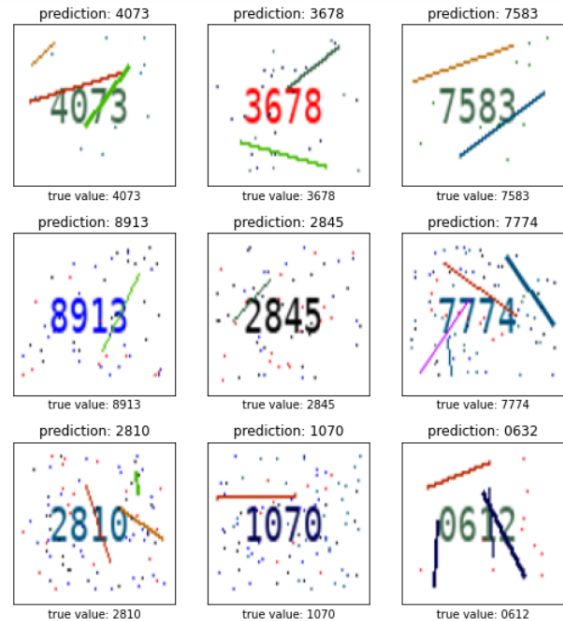 prediction: 4073 prediction: 3678 prediction: 7583
4073 3678 7583
true value: 4073 true value: 3678 true value: 7583
prediction: 8913 prediction: 2845 prediction: 7774
8913 2845 7774
true value: 8913 true value: 2845 true value: 7774
prediction: 2810 prediction: 1070 prediction: 0632
2810 1070 0612
true value: 2810 true value: 1070 true value: 0612